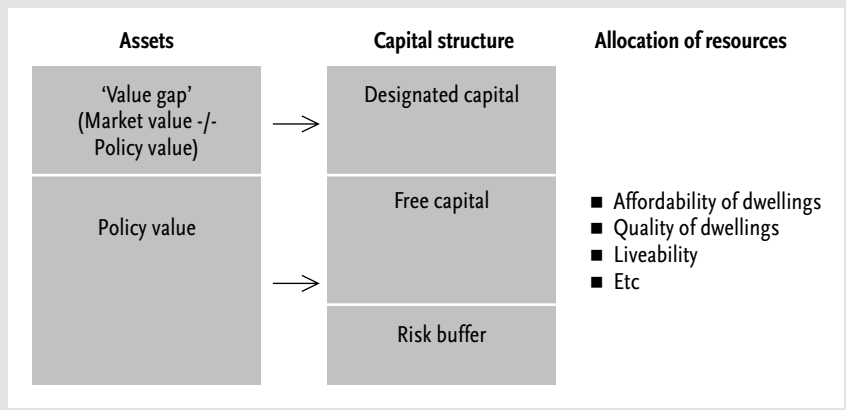 Assets
Capital structure
Allocation of resources
‘Value gap’
(Market value -/-
Policy value)
Designated capital
Policy value
Free capital
Risk buffer
■ Affordability of dwellings
■ Quality of dwellings
■ Liveability
■ Etc